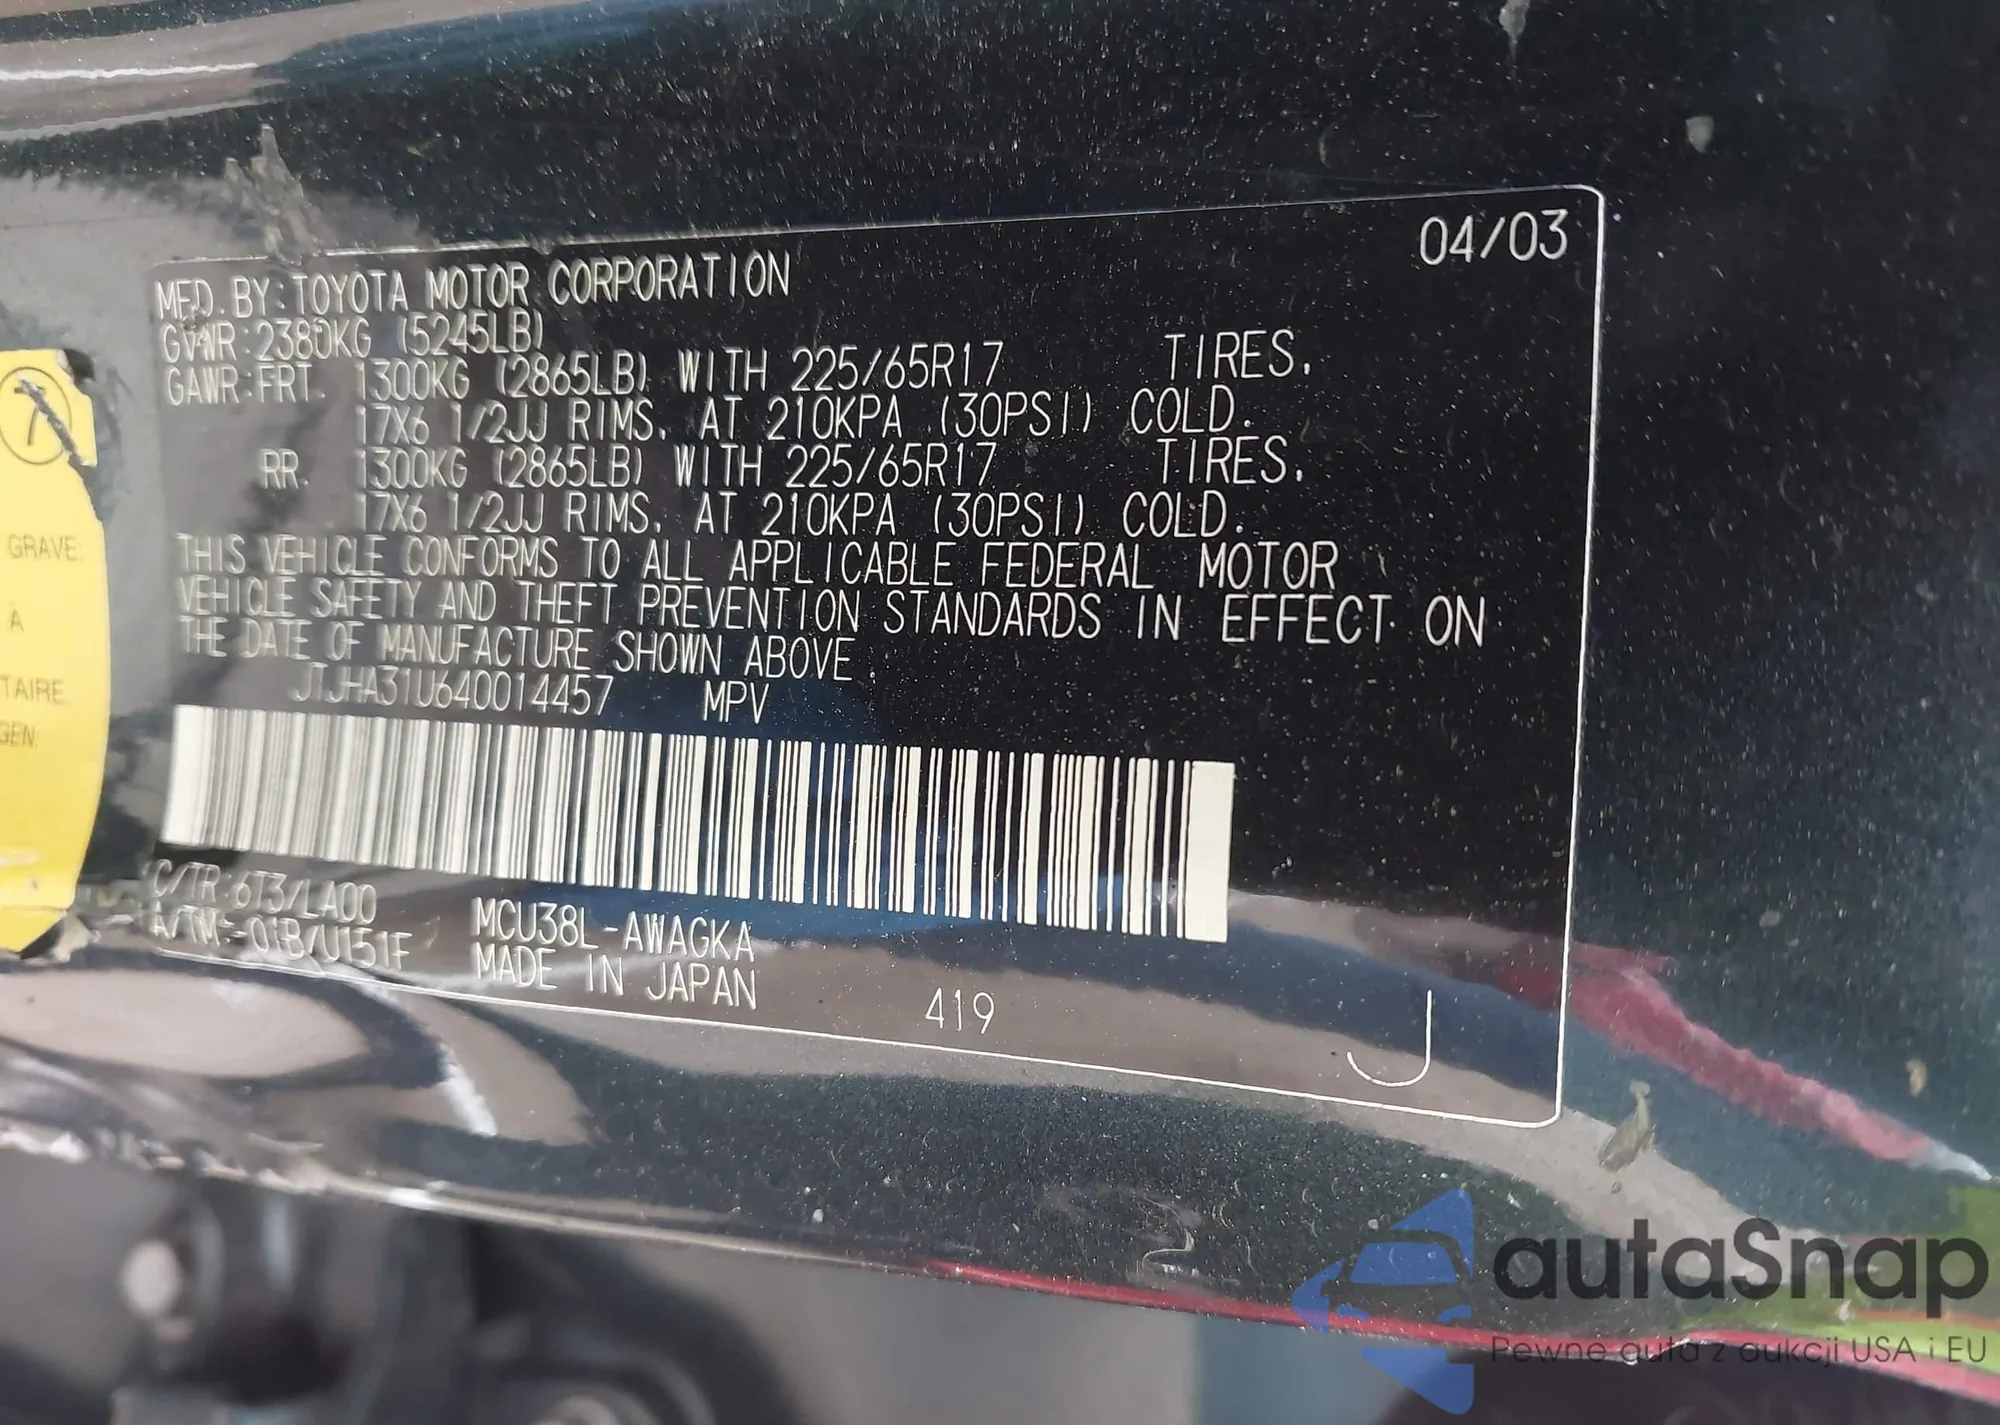 04/03
MFD. BY: TOYOTA MOTOR CORPORATION
GVWR: 2380KG (5245LB)
GAWR: FRT. 1300KG (2865LB) WITH 225/65R17 TIRES,
17X6 1/2JJ RIMS, AT 210KPA (30PSI) COLD.
RR. 1300KG (2865LB) WITH 225/65R17 TIRES,
17X6 1/2JJ RIMS, AT 210KPA (30PSI) COLD.
THIS VEHICLE CONFORMS TO ALL APPLICABLE FEDERAL MOTOR
VEHICLE SAFETY AND THEFT PREVENTION STANDARDS IN EFFECT ON
THE DATE OF MANUFACTURE SHOWN ABOVE.
JTJHA31U640014457 MPV
C/TR: 6T3/LA00 MCU38L-AWAGKA
A/TM: -01B/U151F MADE IN JAPAN
419 J
GRAVE:
À
TAIRE.
GEN.
autaSnap
Pewne auta z aukcji USA i EU